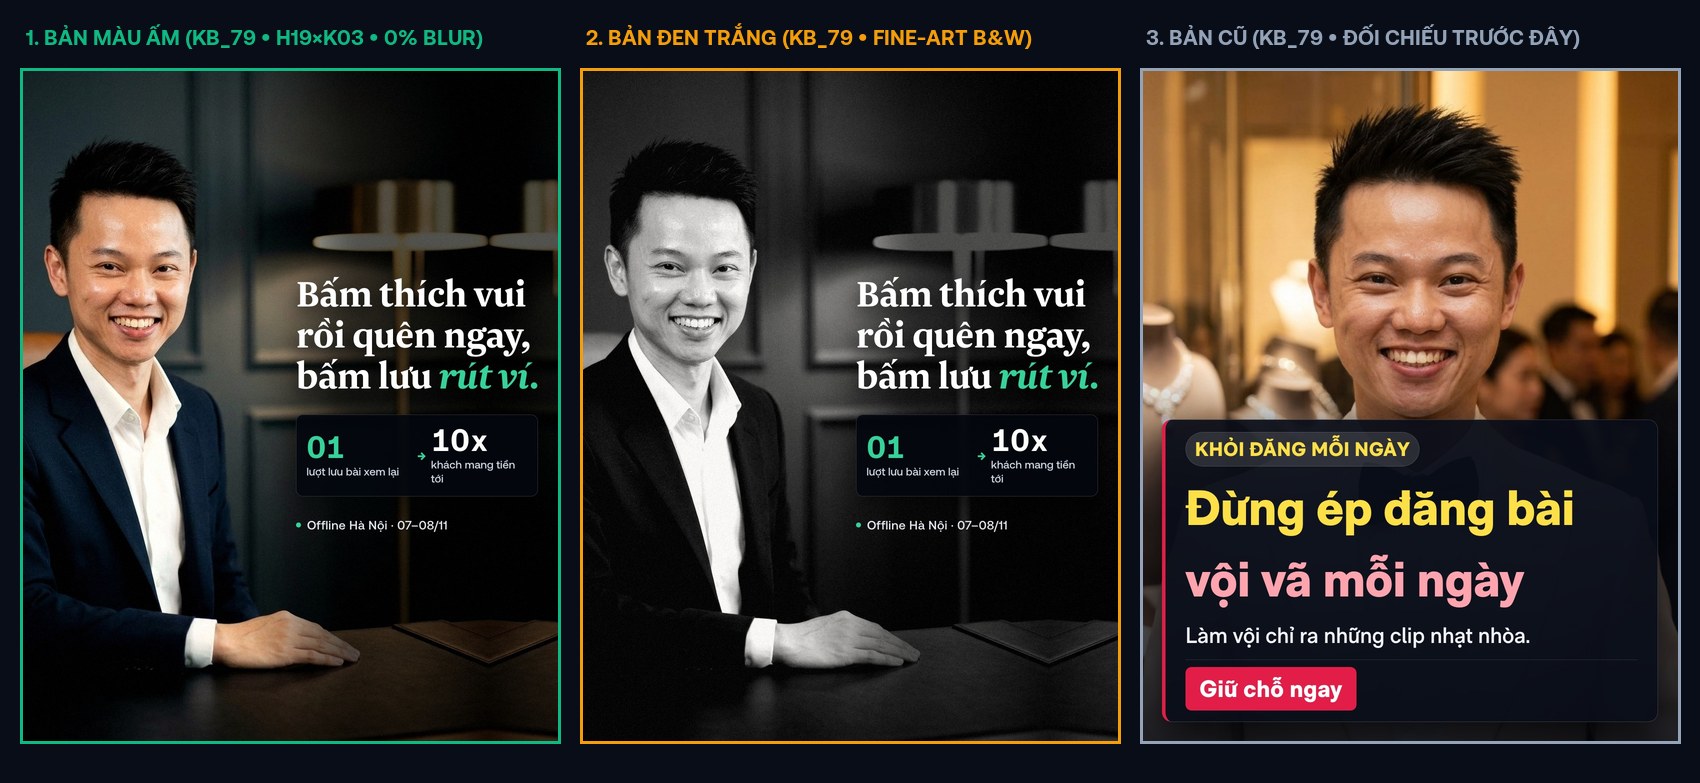 1. BẢN MÀU ẤM (KB_79 • H19×K03 • 0% BLUR)
Bấm thích vui
rồi quên ngay,
bấm lưu rút ví.
01
lượt lưu bài xem lại
→
10x
khách mang tiền
tới
• Offline Hà Nội · 07–08/11
2. BẢN ĐEN TRẮNG (KB_79 • FINE-ART B&W)
Bấm thích vui
rồi quên ngay,
bấm lưu rút ví.
01
lượt lưu bài xem lại
→
10x
khách mang tiền
tới
• Offline Hà Nội · 07–08/11
3. BẢN CŨ (KB_79 • ĐỐI CHIẾU TRƯỚC ĐÂY)
KHỎI ĐĂNG MỖI NGÀY
Đừng ép đăng bài
vội vã mỗi ngày
Làm vội chỉ ra những clip nhạt nhòa.
Giữ chỗ ngay